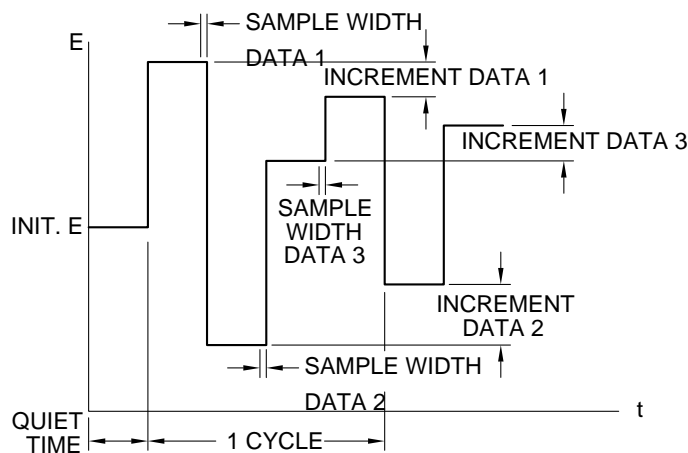 SAMPLE WIDTH
DATA 1
E
INCREMENT DATA 1
INCREMENT DATA 3
SAMPLE
WIDTH
DATA 3
INIT. E
INCREMENT
DATA 2
SAMPLE WIDTH
DATA 2
t
QUIET
TIME
1 CYCLE